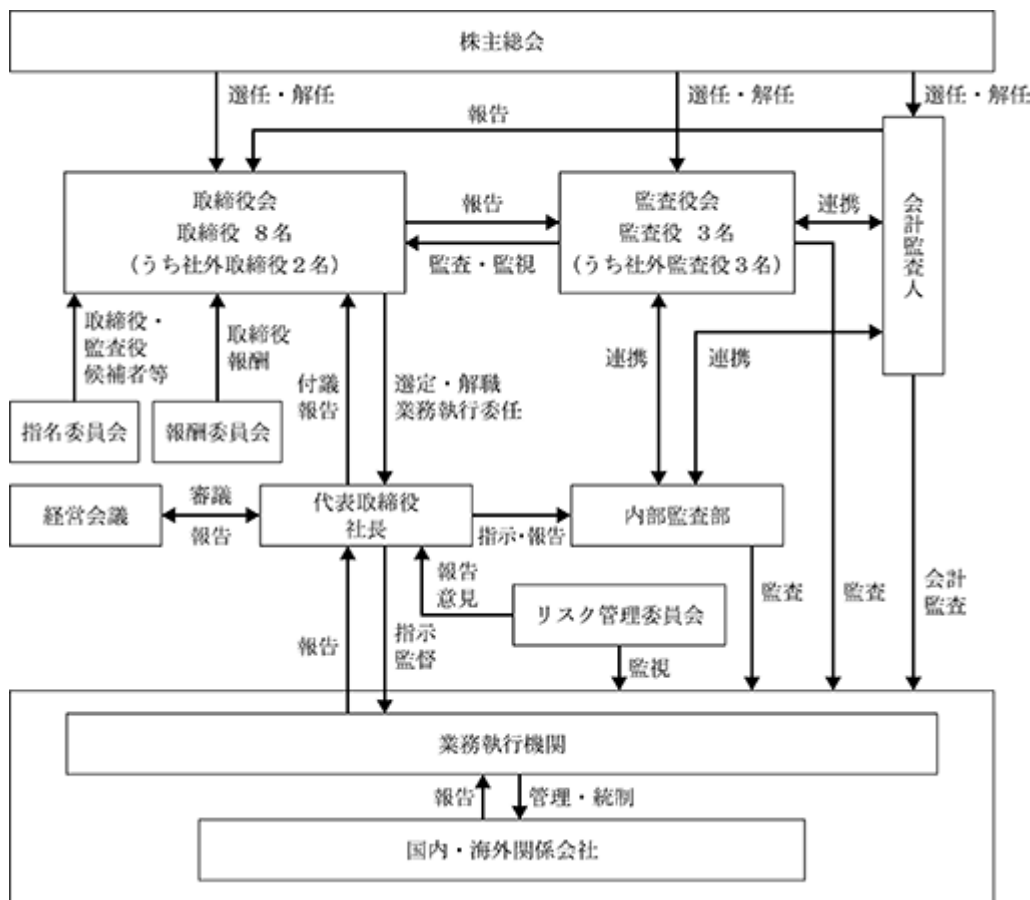 株主総会
選任・解任
選任・解任
選任・解任
報告
取締役会
取締役 8名
(うち社外取締役2名)
報告
監査・監視
監査役会
監査役 3名
(うち社外監査役3名)
連携
会計監査人
取締役・
監査役
候補者等
取締役
報酬
付議
報告
選定・解職
業務執行委任
連携
連携
指名委員会
報酬委員会
経営会議
審議
報告
代表取締役
社長
指示・報告
内部監査部
報告
意見
リスク管理委員会
監査
監査
会計
監査
報告
指示
監督
監視
業務執行機関
報告
管理・統制
国内・海外関係会社